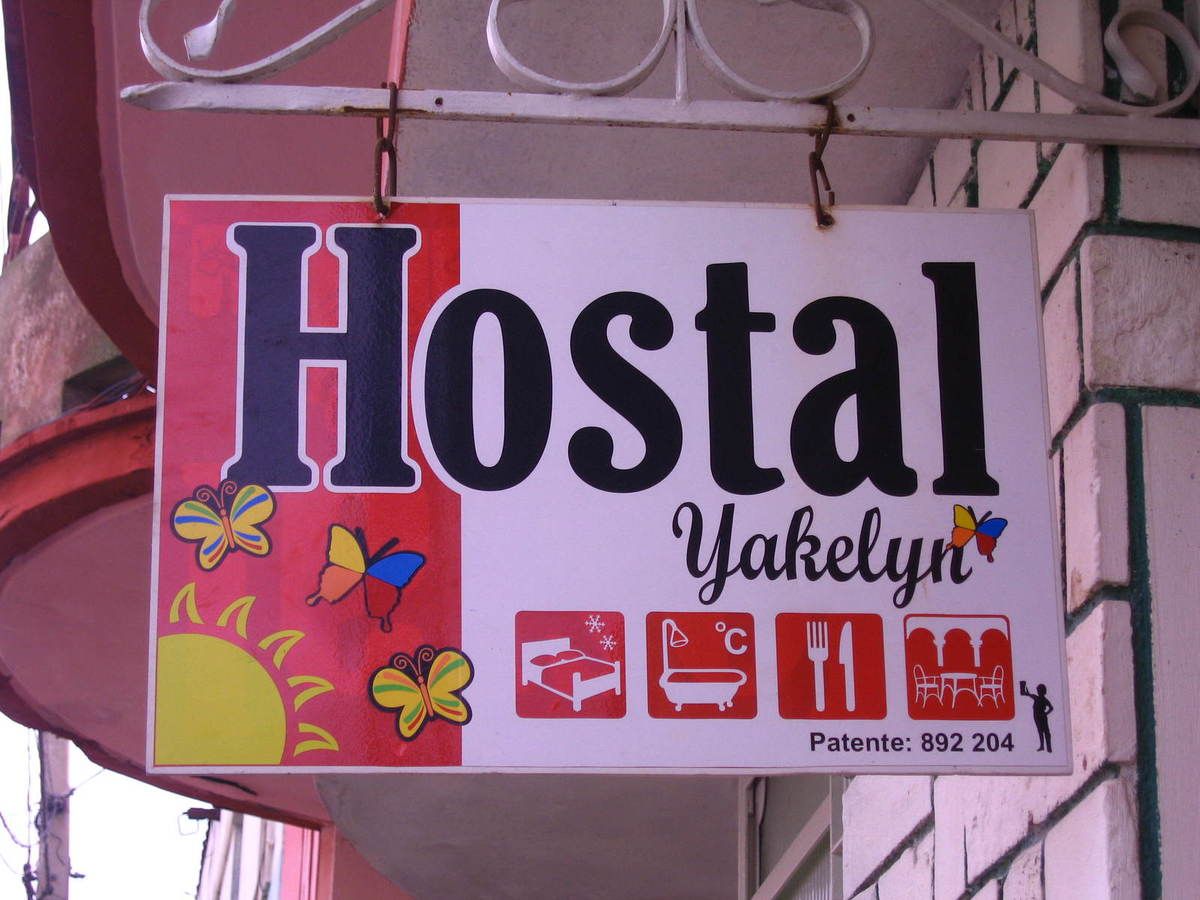 Hostal
Yakelyn
°C
Patente: 892 204